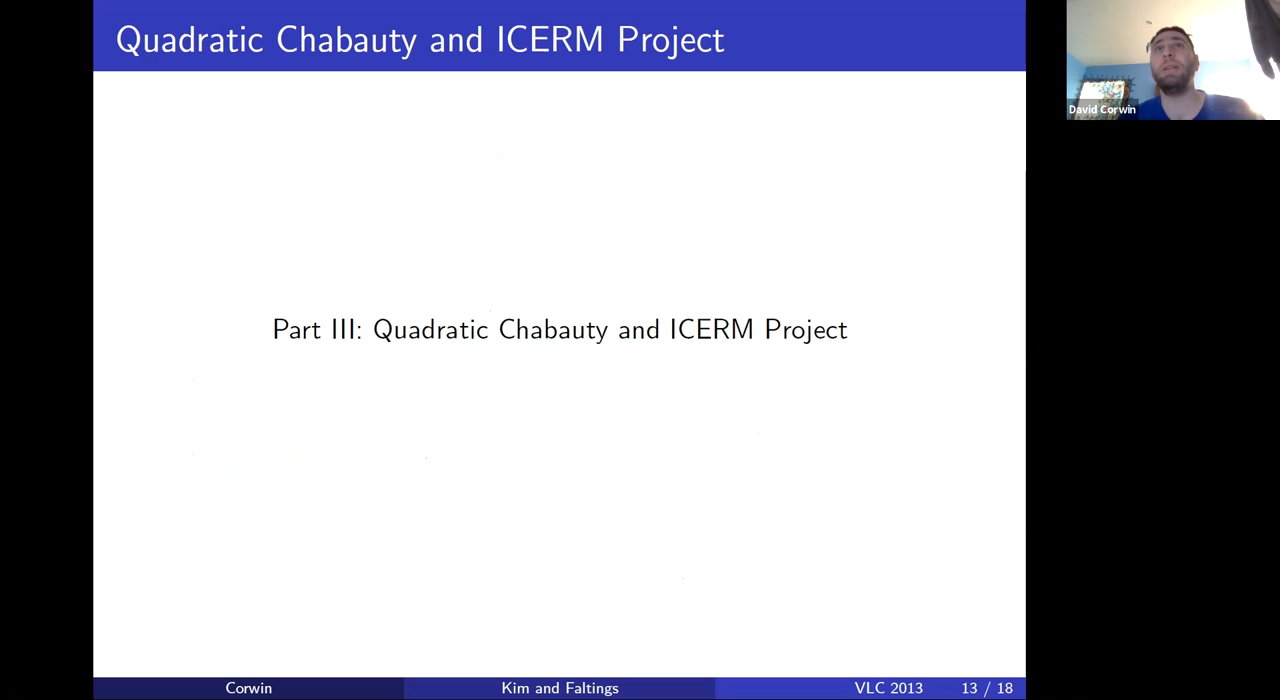 Quadratic Chabauty and ICERM Project
David Corwin
Part III: Quadratic Chabauty and ICERM Project
Corwin
Kim and Faltings
VLC 2013
13 / 18